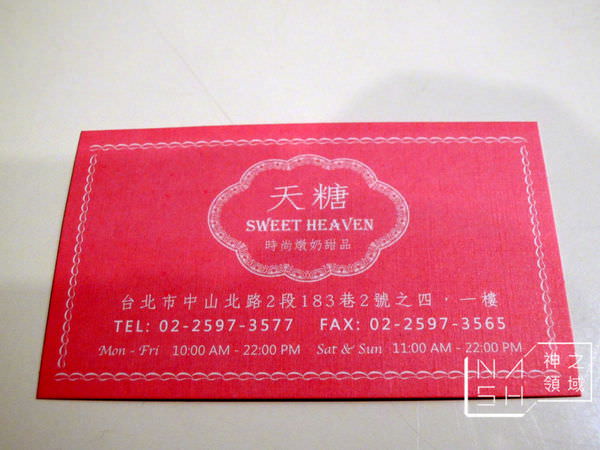 天糖
SWEET HEAVEN
時尚燉奶甜品
台北市中山北路2段183巷2號之四,一樓
TEL: 02-2597-3577 FAX: 02-2597-3565
Mon - Fri 10:00 AM - 22:00 PM Sat & Sun 11:00 AM - 22:00 PM
NASH
神之
領域